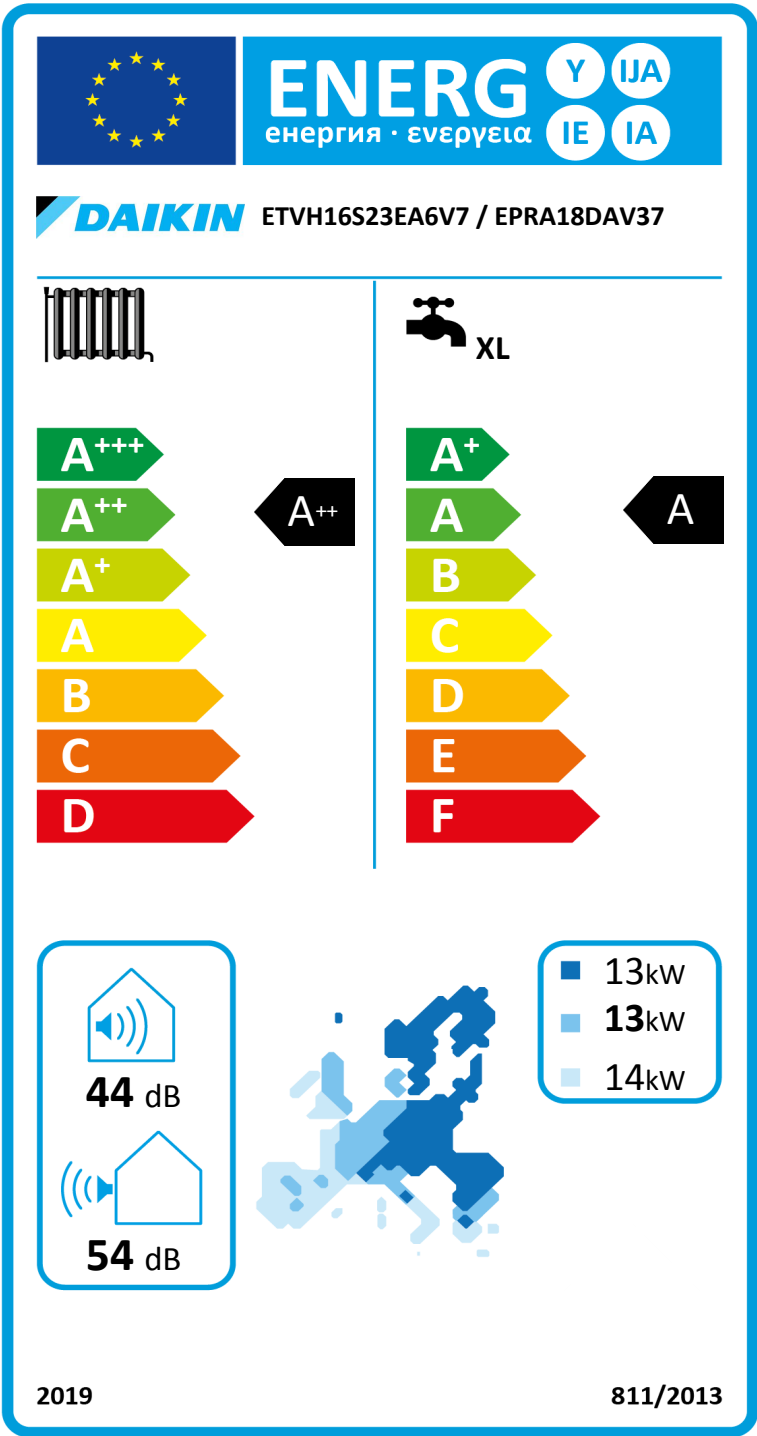 ENERG
енергия · ενεργεια
Y IJA
IE IA
DAIKIN ETVH16S23EA6V7 / EPRA18DAV37
XL
A+++
A++
A+
A
B
C
D
A++
A+
A
B
C
D
E
F
A
44 dB
54 dB
13kW
13kW
14kW
2019
811/2013